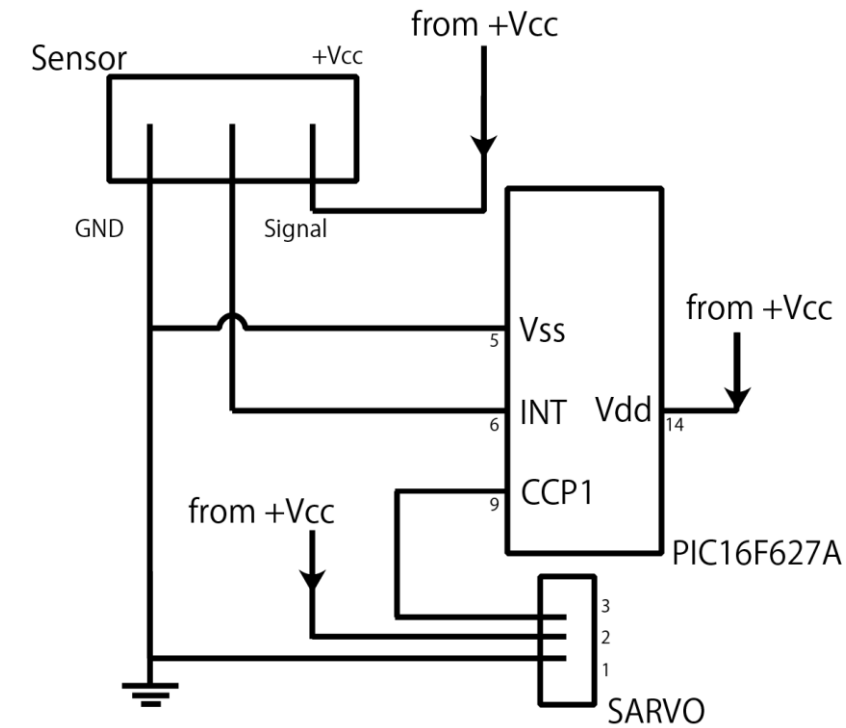 from +Vcc
Sensor
+Vcc
GND
Signal
from +Vcc
5
Vss
6
INT
Vdd
14
9
CCP1
from +Vcc
PIC16F627A
3
2
1
SARVO